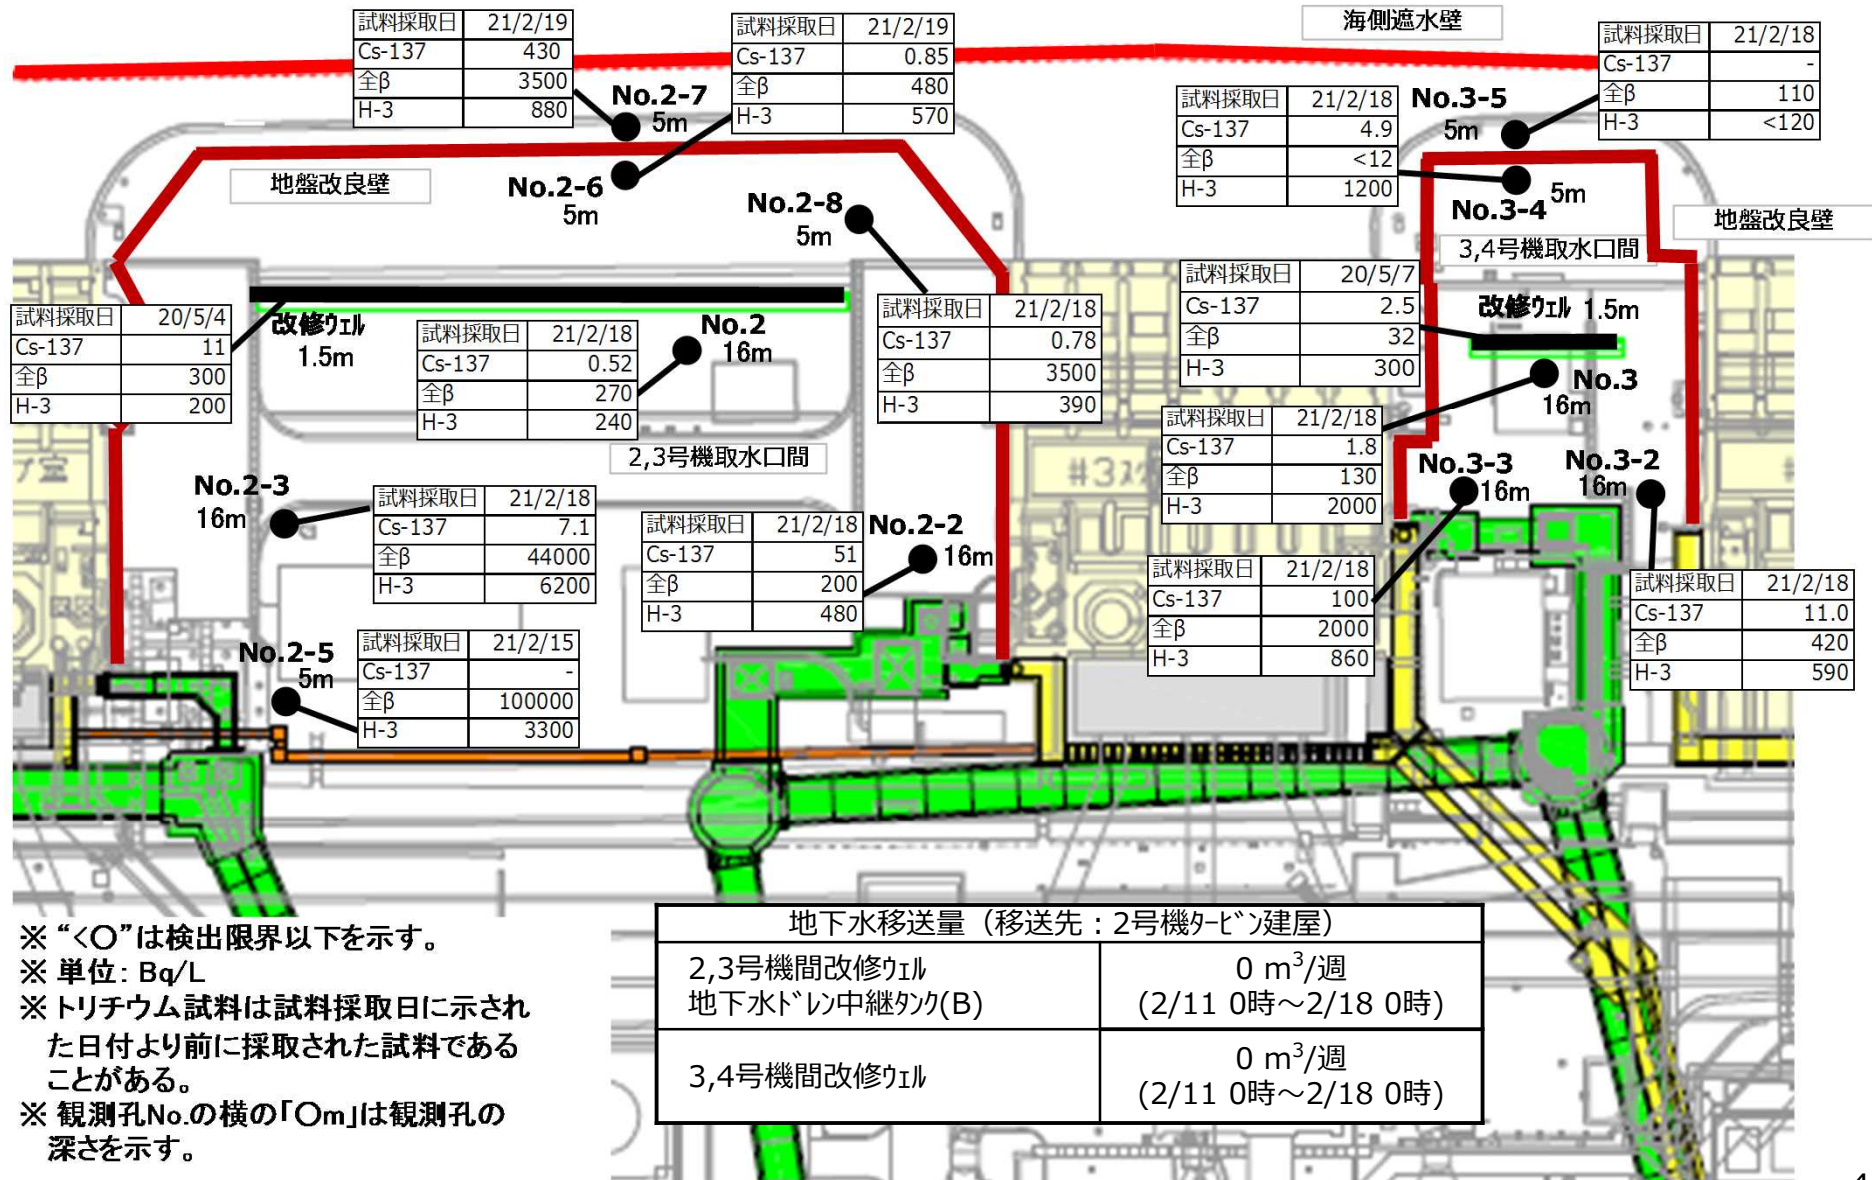 海側遮水壁
試料採取日 21/2/19
Cs-137 430
全β 3500
H-3 880
No.2-7
5m
試料採取日 21/2/19
Cs-137 0.85
全β 480
H-3 570
No.2-6
5m
地盤改良壁
No.2-8
5m
試料採取日 21/2/18
Cs-137 0.78
全β 3500
H-3 390
試料採取日 20/5/4
Cs-137 11
全β 300
H-3 200
改修ウェル
1.5m
試料採取日 21/2/18
Cs-137 0.52
全β 270
H-3 240
No.2
16m
2,3号機取水口間
No.2-3
16m
試料採取日 21/2/18
Cs-137 7.1
全β 44000
H-3 6200
試料採取日 21/2/18
Cs-137 51
全β 200
H-3 480
No.2-2
16m
No.2-5
5m
試料採取日 21/2/15
Cs-137 -
全β 100000
H-3 3300
試料採取日 21/2/18
Cs-137 -
全β 110
H-3 <120
No.3-5
5m
試料採取日 21/2/18
Cs-137 4.9
全β <12
H-3 1200
No.3-4
5m
地盤改良壁
3,4号機取水口間
試料採取日 20/5/7
Cs-137 2.5
全β 32
H-3 300
改修ウェル 1.5m
No.3
16m
試料採取日 21/2/18
Cs-137 1.8
全β 130
H-3 2000
#3ス
No.3-3
16m
No.3-2
16m
試料採取日 21/2/18
Cs-137 100
全β 2000
H-3 860
試料採取日 21/2/18
Cs-137 11.0
全β 420
H-3 590
プ室
※ “<〇”は検出限界以下を示す。
※ 単位: Bq/L
※ トリチウム試料は試料採取日に示され
た日付より前に採取された試料である
ことがある。
※ 観測孔No.の横の「〇m」は観測孔の
深さを示す。
地下水移送量（移送先：2号機ﾀｰﾋﾞﾝ建屋）
2,3号機間改修ｳｪﾙ
地下水ﾄﾞﾚﾝ中継ﾀﾝｸ(B)
0 m³/週
(2/11 0時～2/18 0時)
3,4号機間改修ｳｪﾙ
0 m³/週
(2/11 0時～2/18 0時)